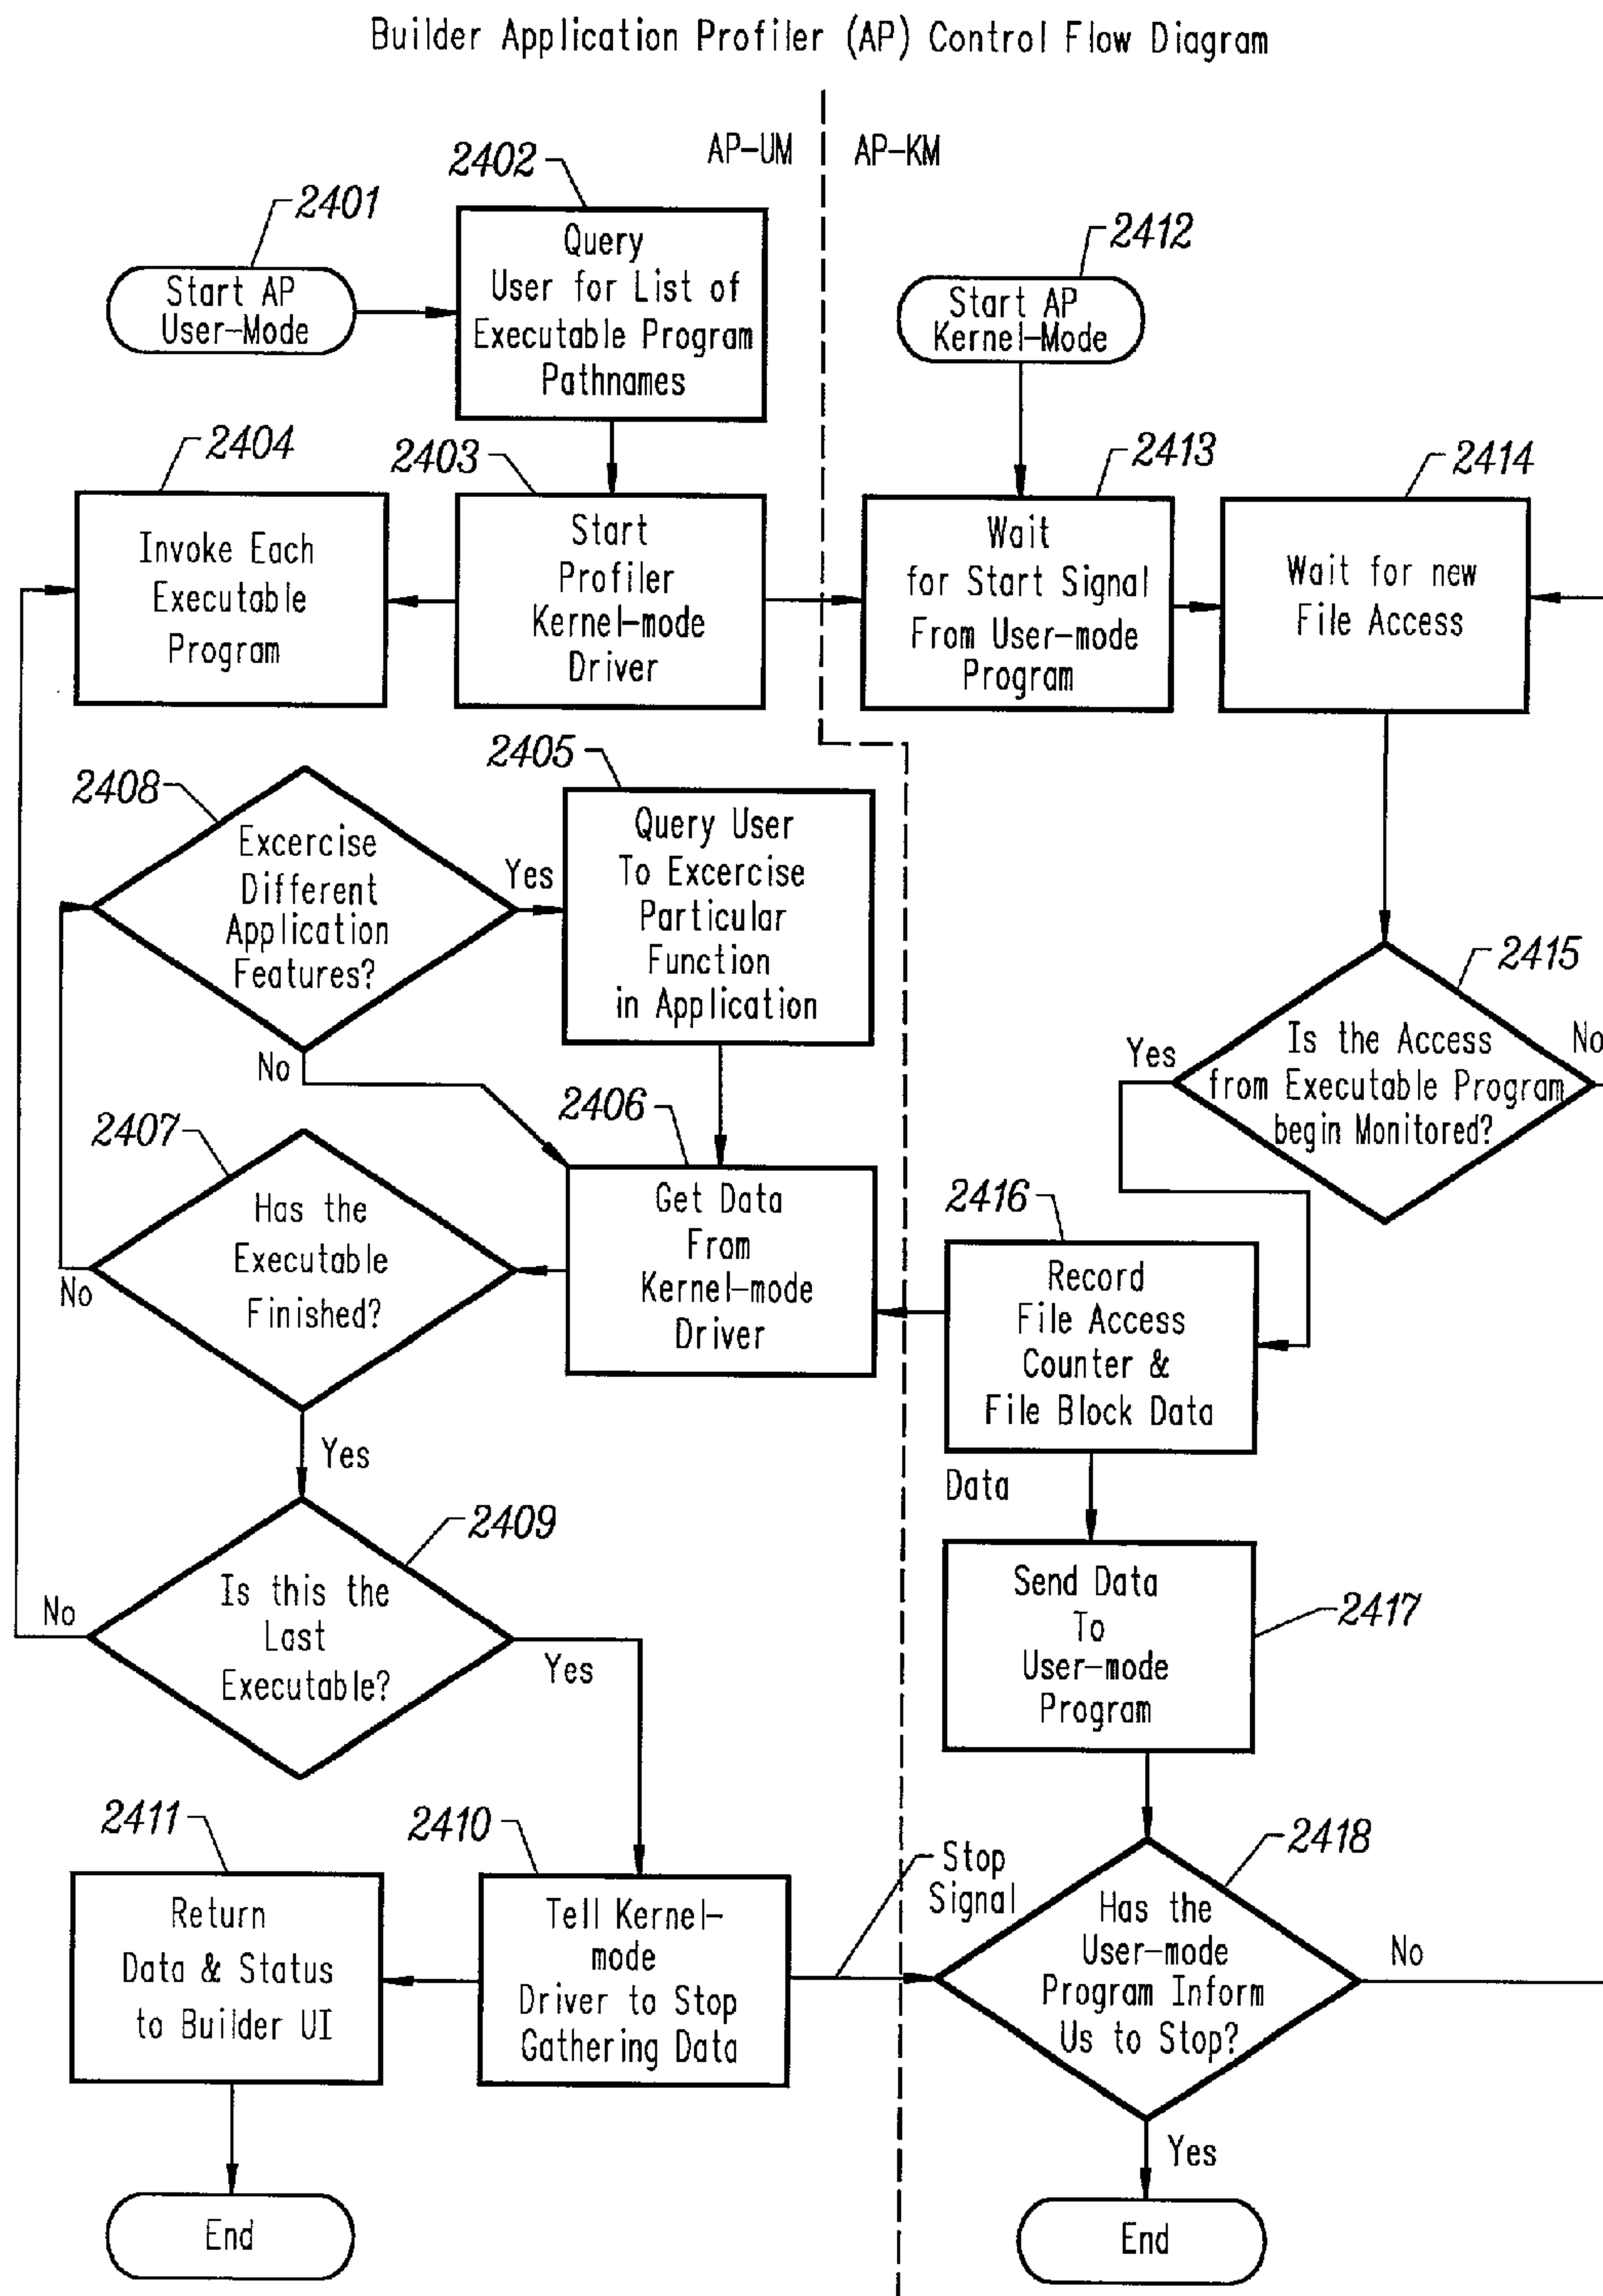 Builder Application Profiler (AP) Control Flow Diagram
AP-UM
AP-KM
2401
Start AP
User-Mode
2402
Query
User for List of
Executable Program
Pathnames
2412
Start AP
Kernel-Mode
2404
Invoke Each
Executable
Program
2403
Start
Profiler
Kernel-mode
Driver
2413
Wait
for Start Signal
From User-mode
Program
2414
Wait for new
File Access
2408
Excercise
Different
Application
Features?
Yes
No
2405
Query User
To Excercise
Particular
Function
in Application
2415
Is the Access
from Executable Program
begin Monitored?
Yes
No
2407
Has the
Executable
Finished?
No
Yes
2406
Get Data
From
Kernel-mode
Driver
2416
Record
File Access
Counter &
File Block Data
Data
2409
Is this the
Last
Executable?
No
Yes
2417
Send Data
To
User-mode
Program
2411
Return
Data & Status
to Builder UI
2410
Tell Kernel-
mode
Driver to Stop
Gathering Data
Stop
Signal
2418
Has the
User-mode
Program Inform
Us to Stop?
No
Yes
End
End